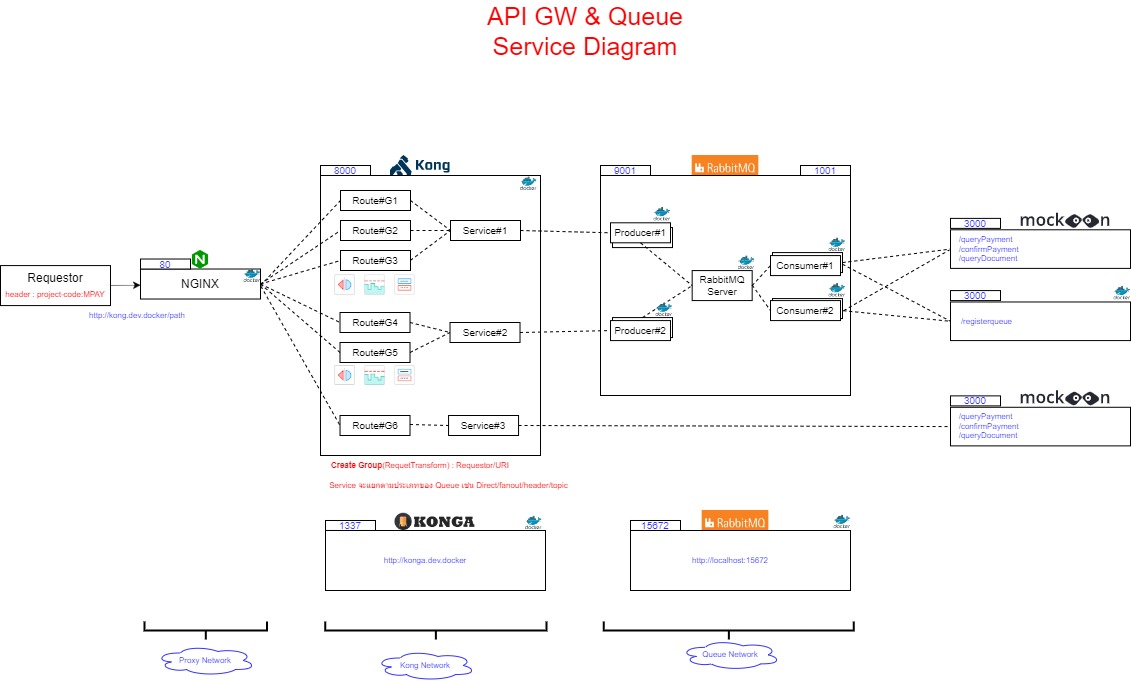 API GW & Queue
Service Diagram
Requestor
header : project-code:MPAY
80
NGINX
docker
http://kong.dev.docker/path
8000
Kong
docker
Route#G1
Route#G2
Route#G3
Service#1
Route#G4
Route#G5
Service#2
Route#G6
Service#3
Create Group(RequetTransform) : Requestor/URI
Service จะแยกตามประเภทของ Queue เช่น Direct/fanout/header/topic
9001
RabbitMQ
1001
docker
Producer#1
docker
RabbitMQ
Server
docker
Producer#2
docker
Consumer#1
docker
Consumer#2
3000
mockoon
/queryPayment
/confirmPayment
/queryDocument
3000
docker
/registerqueue
3000
mockoon
/queryPayment
/confirmPayment
/queryDocument
1337
KONGA
docker
http://konga.dev.docker
15672
RabbitMQ
docker
http://localhost:15672
Proxy Network
Kong Network
Queue Network